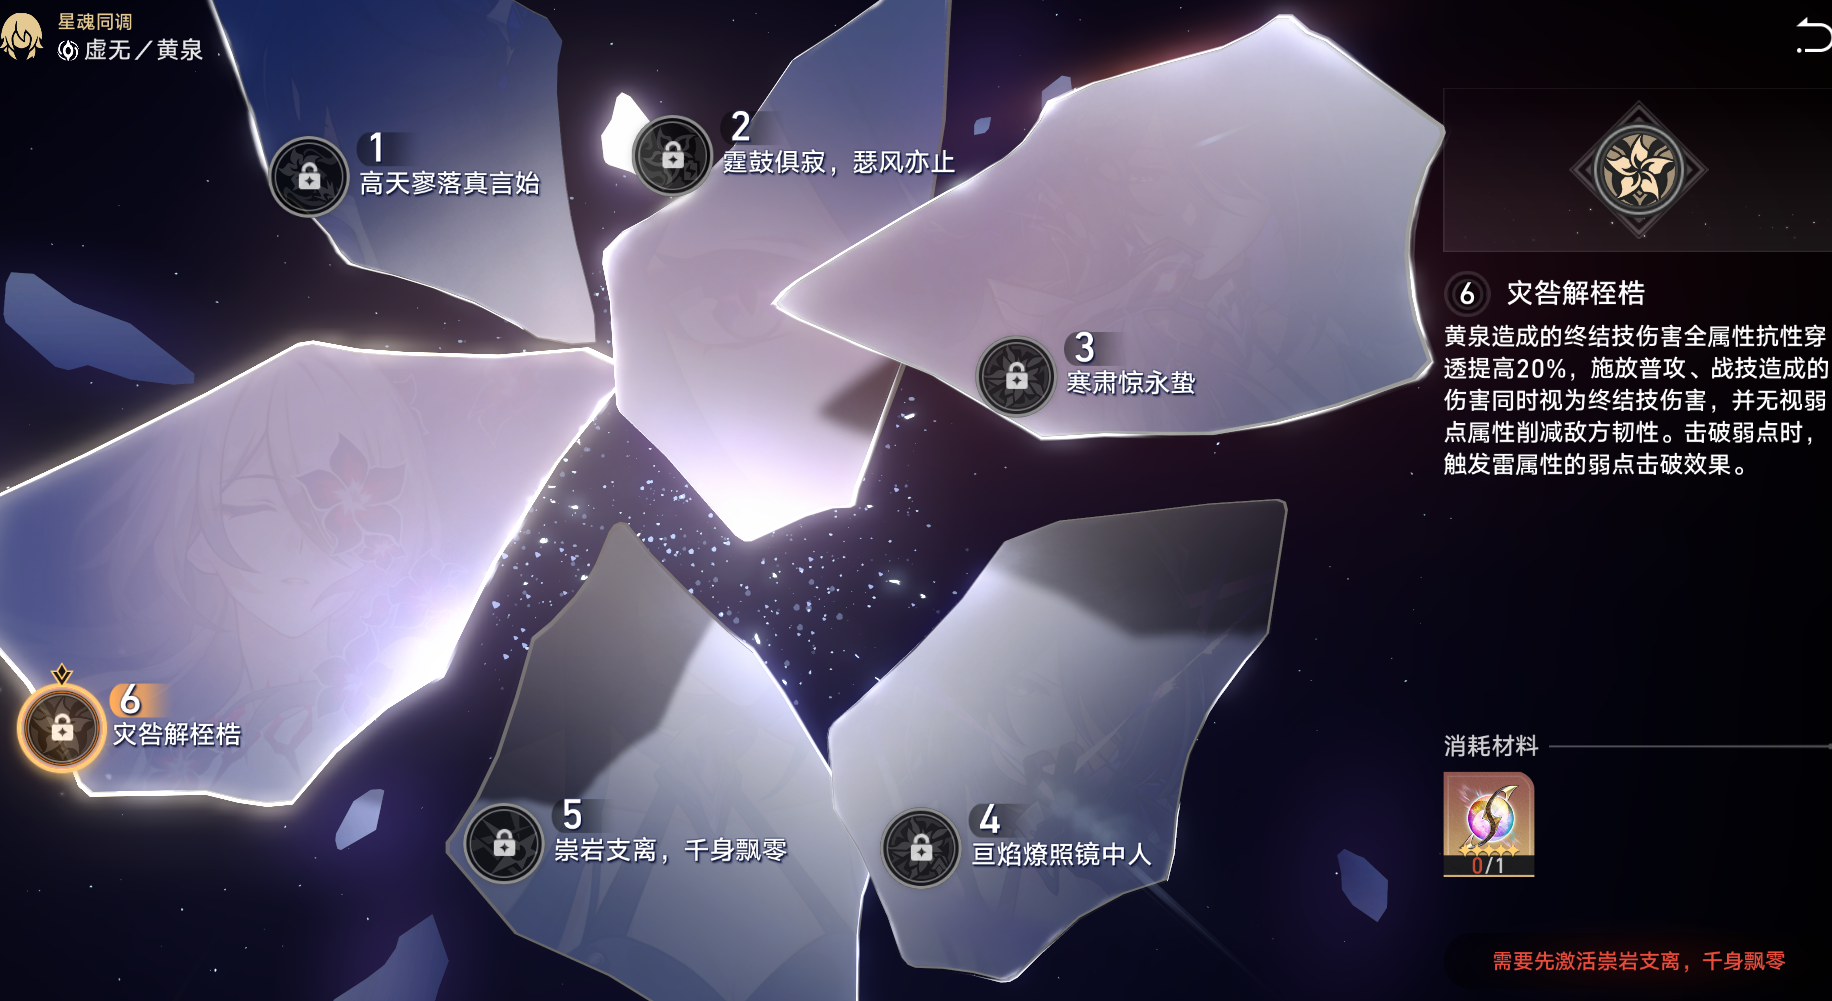 星魂同调
虚无／黄泉
1
高天寥落真言始
2
霆鼓俱寂，瑟风亦止
3
寒肃惊永蛰
6
灾咎解桎梏
5
崇岩支离，千身飘零
4
亘焰燎照镜中人
6 灾咎解桎梏
黄泉造成的终结技伤害全属性抗性穿
透提高20%，施放普攻、战技造成的
伤害同时视为终结技伤害，并无视弱
点属性削减敌方韧性。击破弱点时，
触发雷属性的弱点击破效果。
消耗材料
0/1
需要先激活崇岩支离，千身飘零